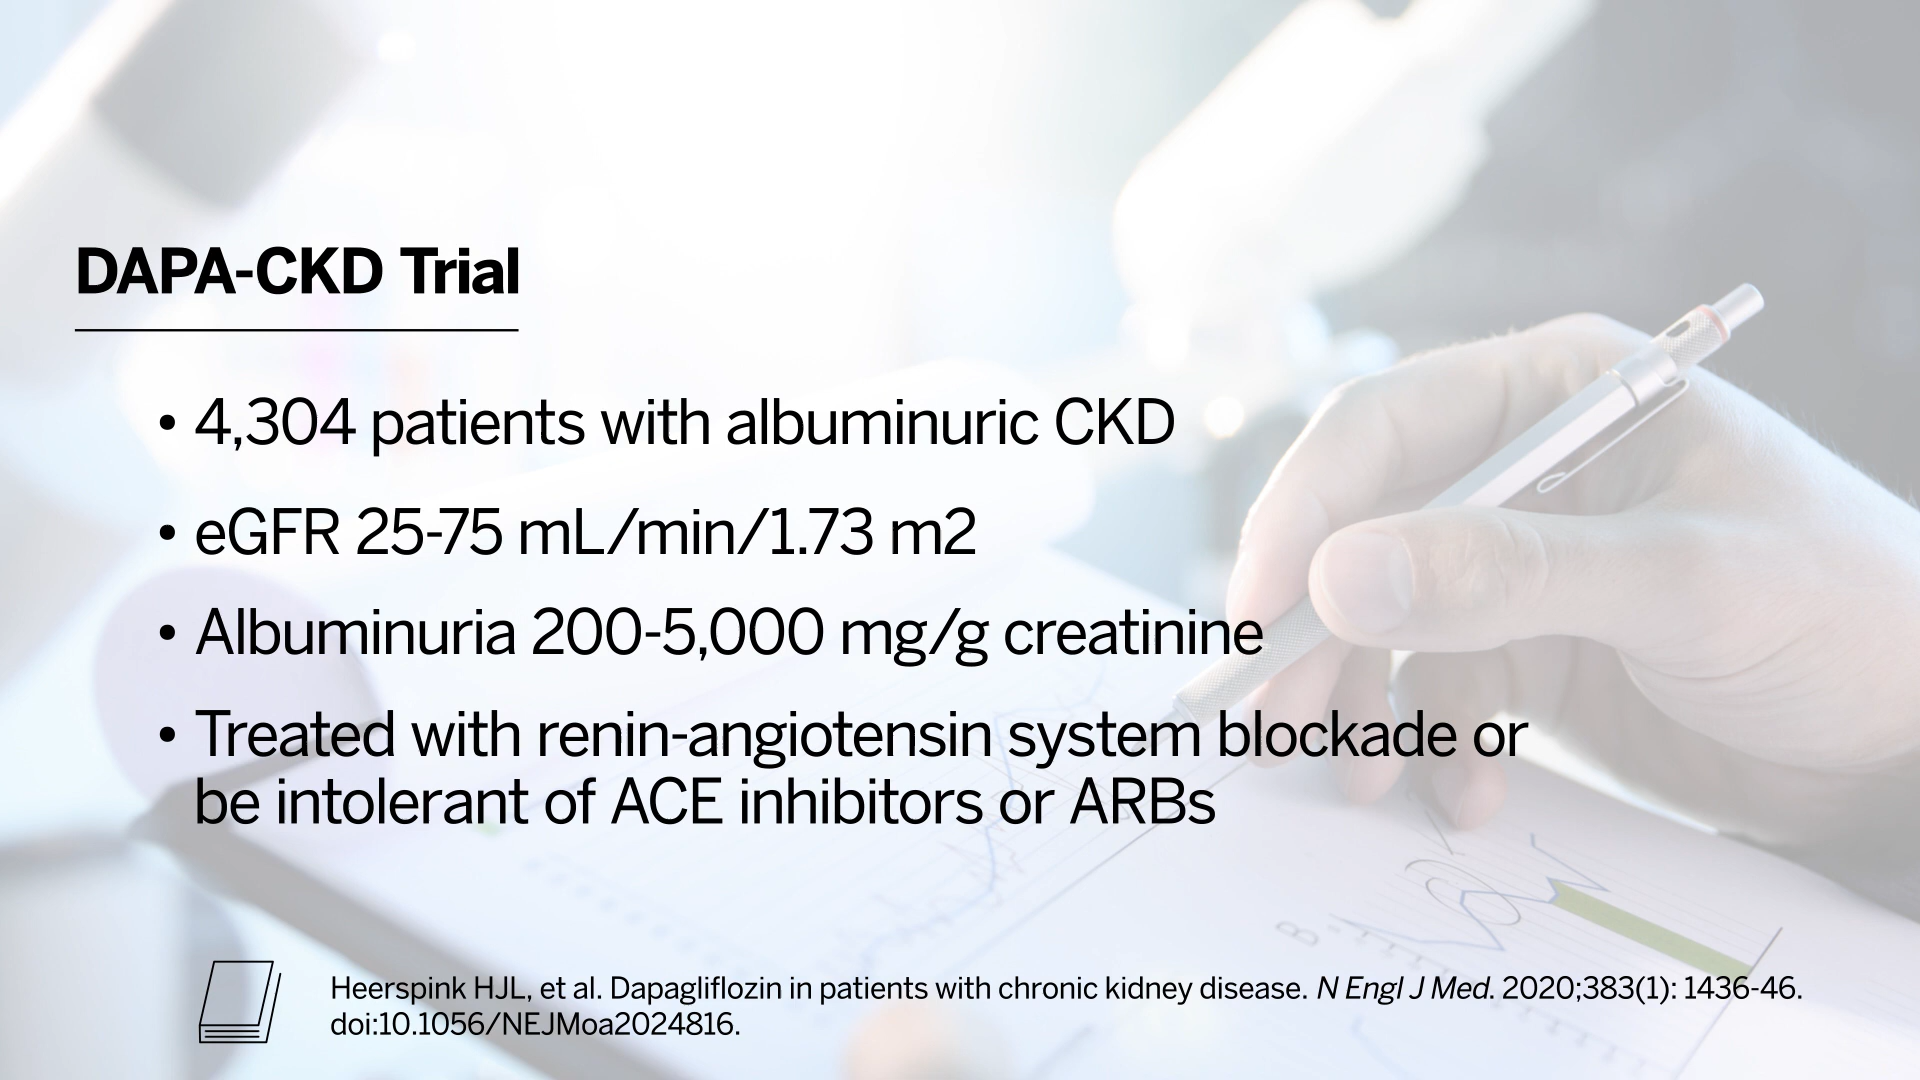 DAPA-CKD Trial
• 4,304 patients with albuminuric CKD
• eGFR 25-75 mL/min/1.73 m2
• Albuminuria 200-5,000 mg/g creatinine
• Treated with renin-angiotensin system blockade or
be intolerant of ACE inhibitors or ARBs
B
Heerspink HJL, et al. Dapagliflozin in patients with chronic kidney disease. N Engl J Med. 2020;383(1): 1436-46.
doi:10.1056/NEJMoa2024816.